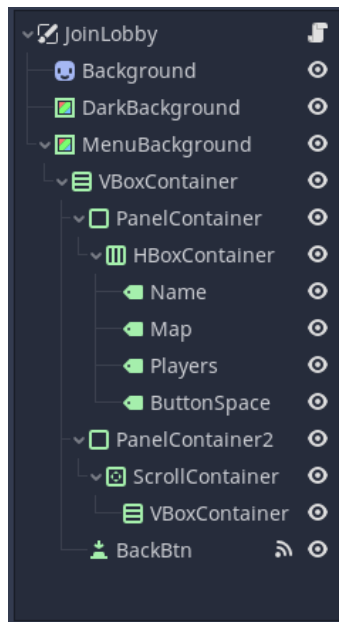 JoinLobby
Background
DarkBackground
MenuBackground
VBoxContainer
PanelContainer
HBoxContainer
Name
Map
Players
ButtonSpace
PanelContainer2
ScrollContainer
VBoxContainer
BackBtn